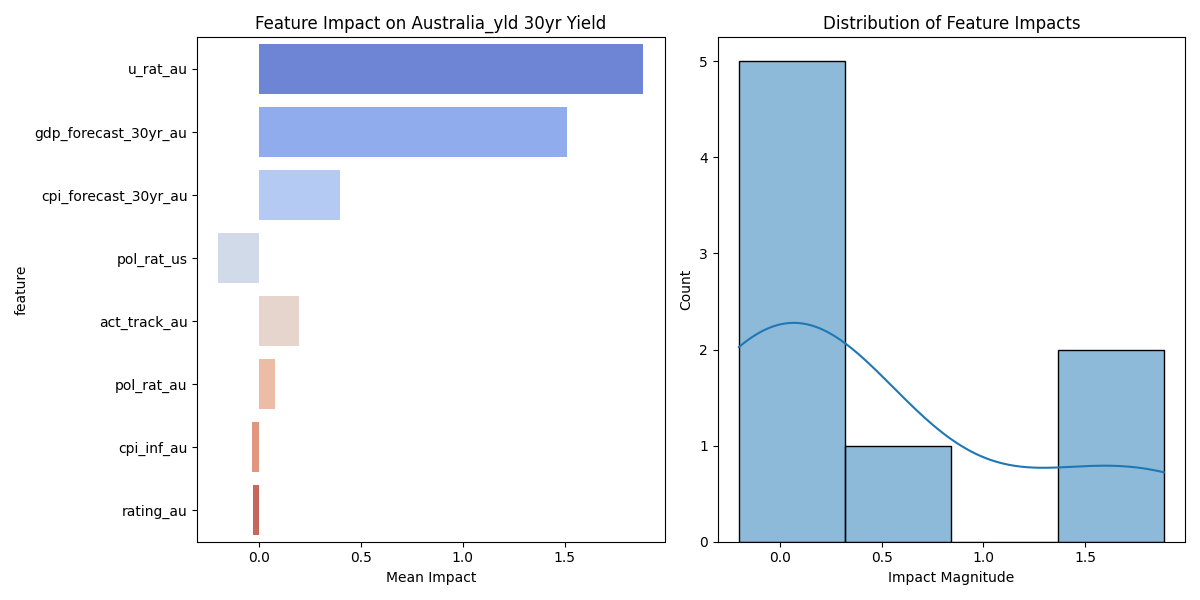 Feature Impact on Australia_yld 30yr Yield
feature
u_rat_au
gdp_forecast_30yr_au
cpi_forecast_30yr_au
pol_rat_us
act_track_au
pol_rat_au
cpi_inf_au
rating_au
0.0 0.5 1.0 1.5
Mean Impact
Distribution of Feature Impacts
Count
5
4
3
2
1
0
0.0 0.5 1.0 1.5
Impact Magnitude